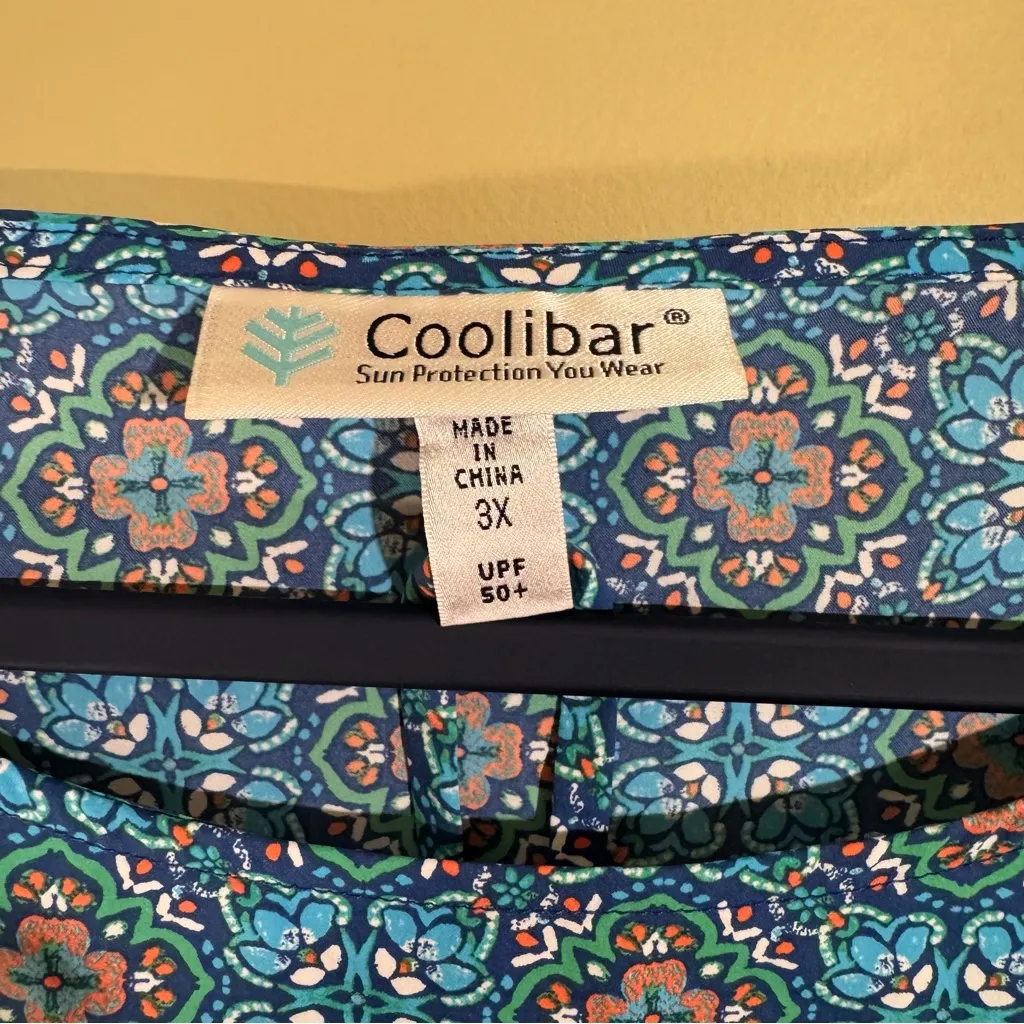 Coolibar®
Sun Protection You Wear
MADE
IN
CHINA
3X
UPF
50+